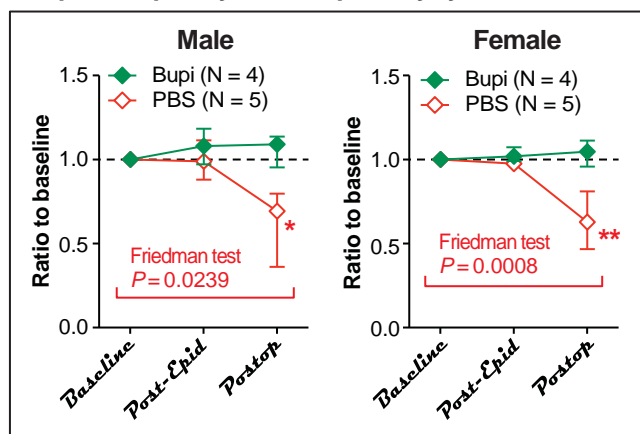 Male
Ratio to baseline
1.5
1.0
0.5
0.0
Bupi (N = 4)
PBS (N = 5)
*
Friedman test
P = 0.0239
Baseline
Post-Epid
Postop
Female
Ratio to baseline
1.5
1.0
0.5
0.0
Bupi (N = 4)
PBS (N = 5)
**
Friedman test
P = 0.0008
Baseline
Post-Epid
Postop